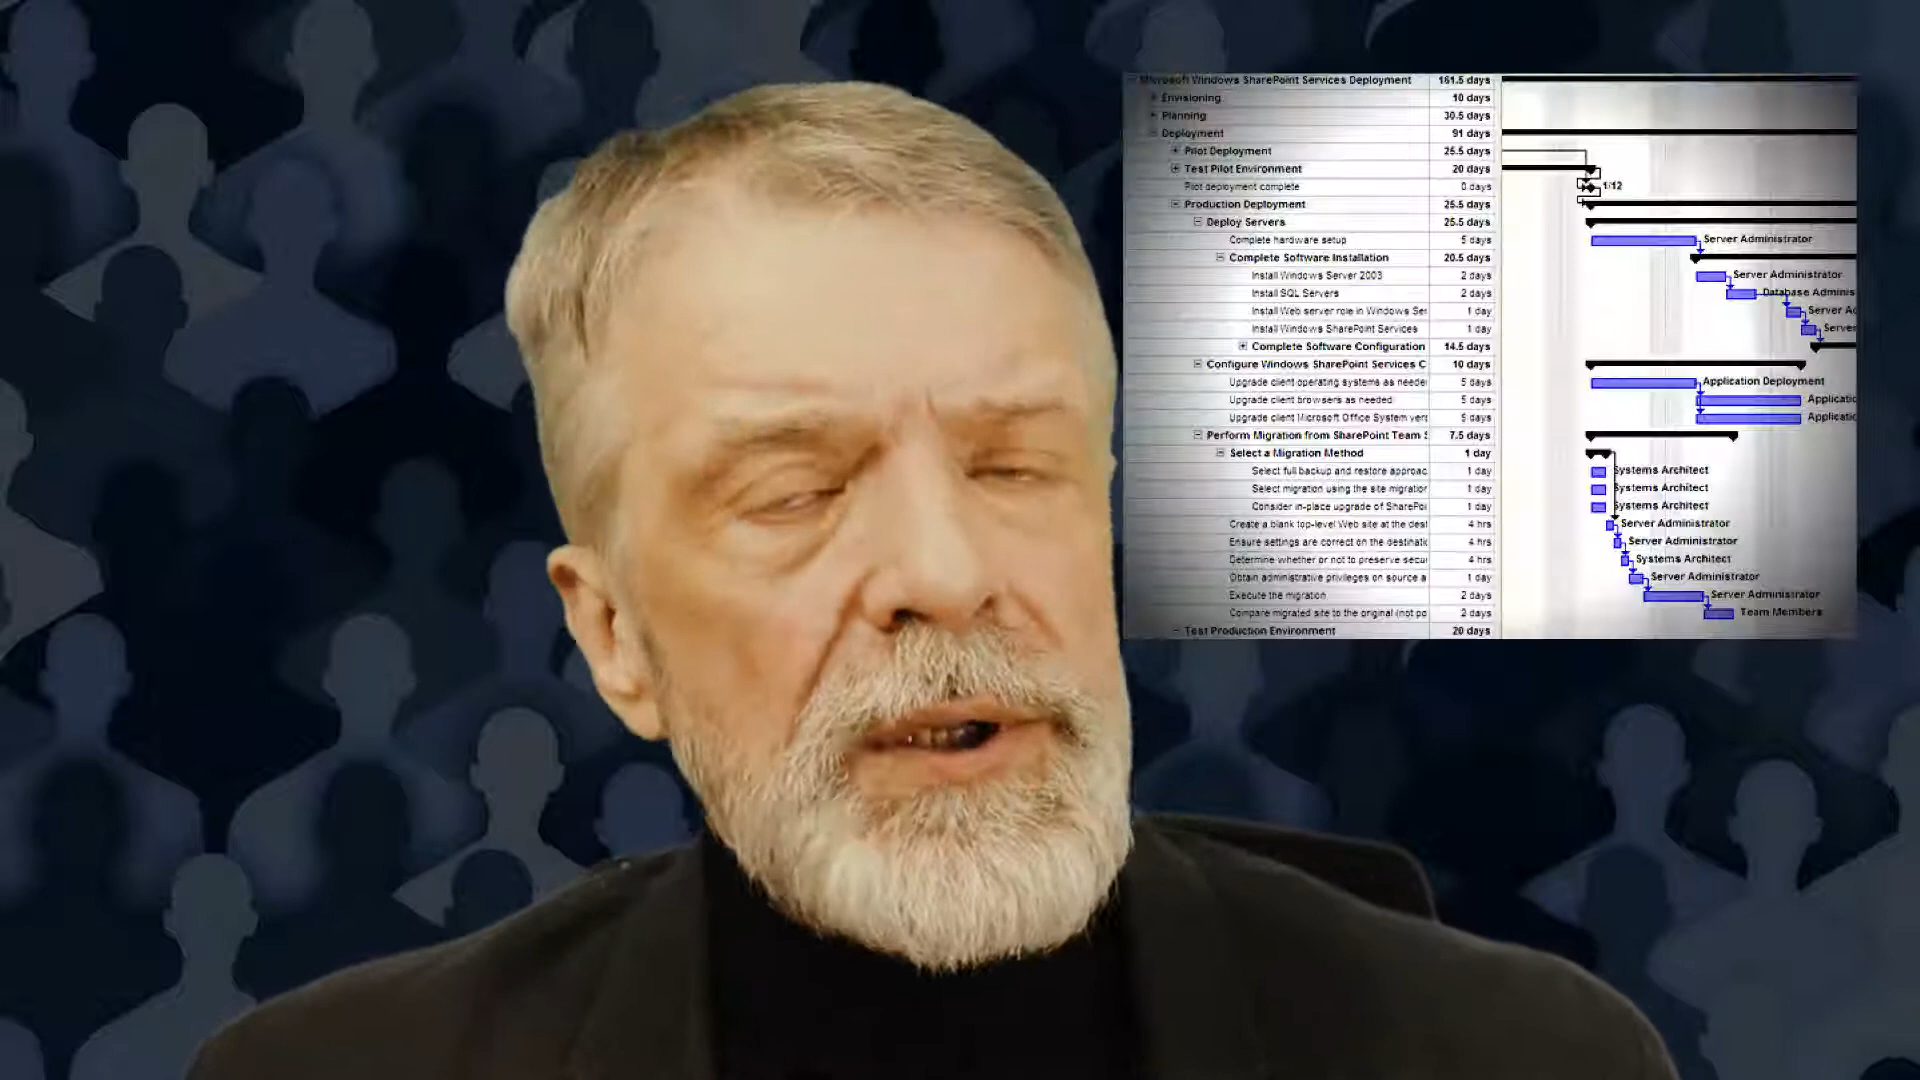 Microsoft Windows SharePoint Services Deployment 161.5 days
Envisioning 10 days
Planning 30.5 days
Deployment 91 days
Pilot Deployment 25.5 days
Test Pilot Environment 20 days
Pilot deployment complete 0 days 1/12
Production Deployment 25.5 days
Deploy Servers 25.5 days
Complete hardware setup 5 days Server Administrator
Complete Software Installation 20.5 days
Install Windows Server 2003 2 days Server Administrator
Install SQL Servers 2 days Database Adminis
Install Web server role in Windows Ser 1 day Server Ad
Install Windows SharePoint Services 1 day Server
Complete Software Configuration 14.5 days
Configure Windows SharePoint Services C 10 days
Upgrade client operating systems as neede 5 days Application Deployment
Upgrade client browsers as needed 5 days Applicatio
Upgrade client Microsoft Office System vers 5 days Applicatio
Perform Migration from SharePoint Team S 7.5 days
Select a Migration Method 1 day
Select full backup and restore approac 1 day Systems Architect
Select migration using the site migration 1 day Systems Architect
Consider in-place upgrade of SharePoi 1 day Systems Architect
Create a blank top-level Web site at the dest 4 hrs Server Administrator
Ensure settings are correct on the destinatio 4 hrs Server Administrator
Determine whether or not to preserve secu 4 hrs Systems Architect
Obtain administrative privileges on source a 1 day Server Administrator
Execute the migration 2 days Server Administrator
Compare migrated site to the original (not po 2 days Team Members
Test Production Environment 20 days